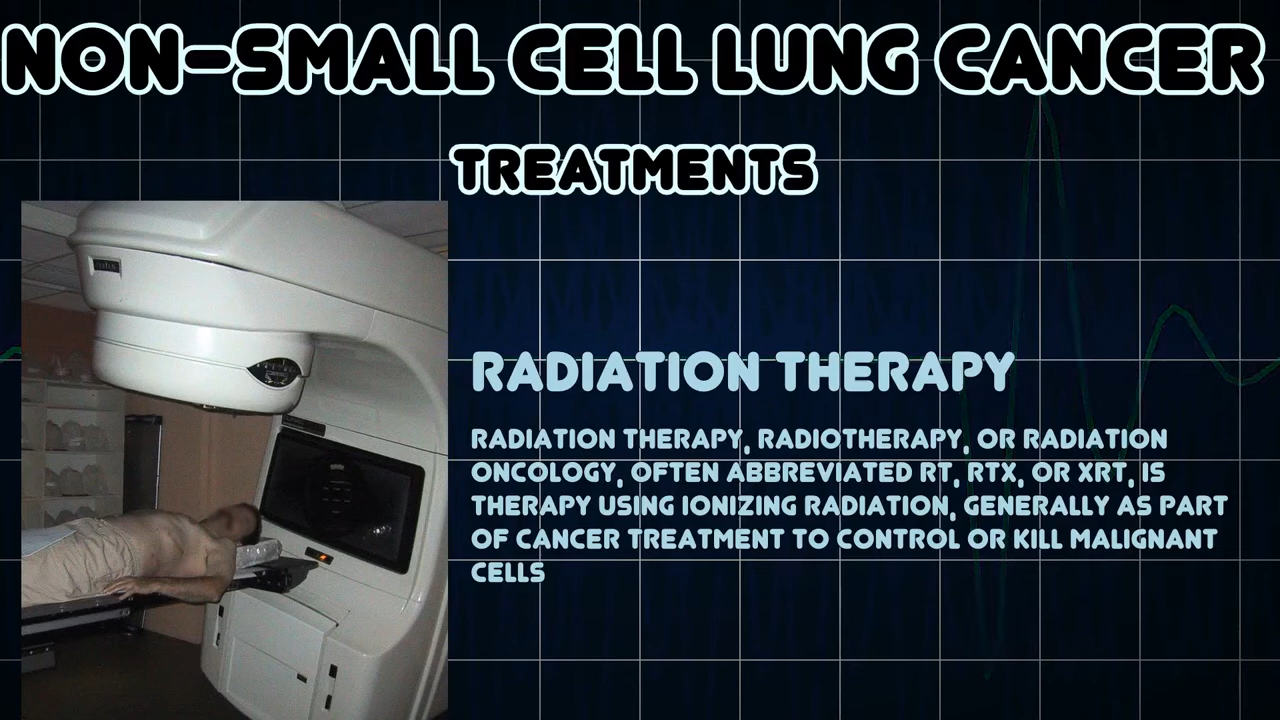 NON-SMALL CELL LUNG CANCER
TREATMENTS
RADIATION THERAPY
RADIATION THERAPY, RADIOTHERAPY, OR RADIATION
ONCOLOGY, OFTEN ABBREVIATED RT, RTX, OR XRT, IS
THERAPY USING IONIZING RADIATION, GENERALLY AS PART
OF CANCER TREATMENT TO CONTROL OR KILL MALIGNANT
CELLS